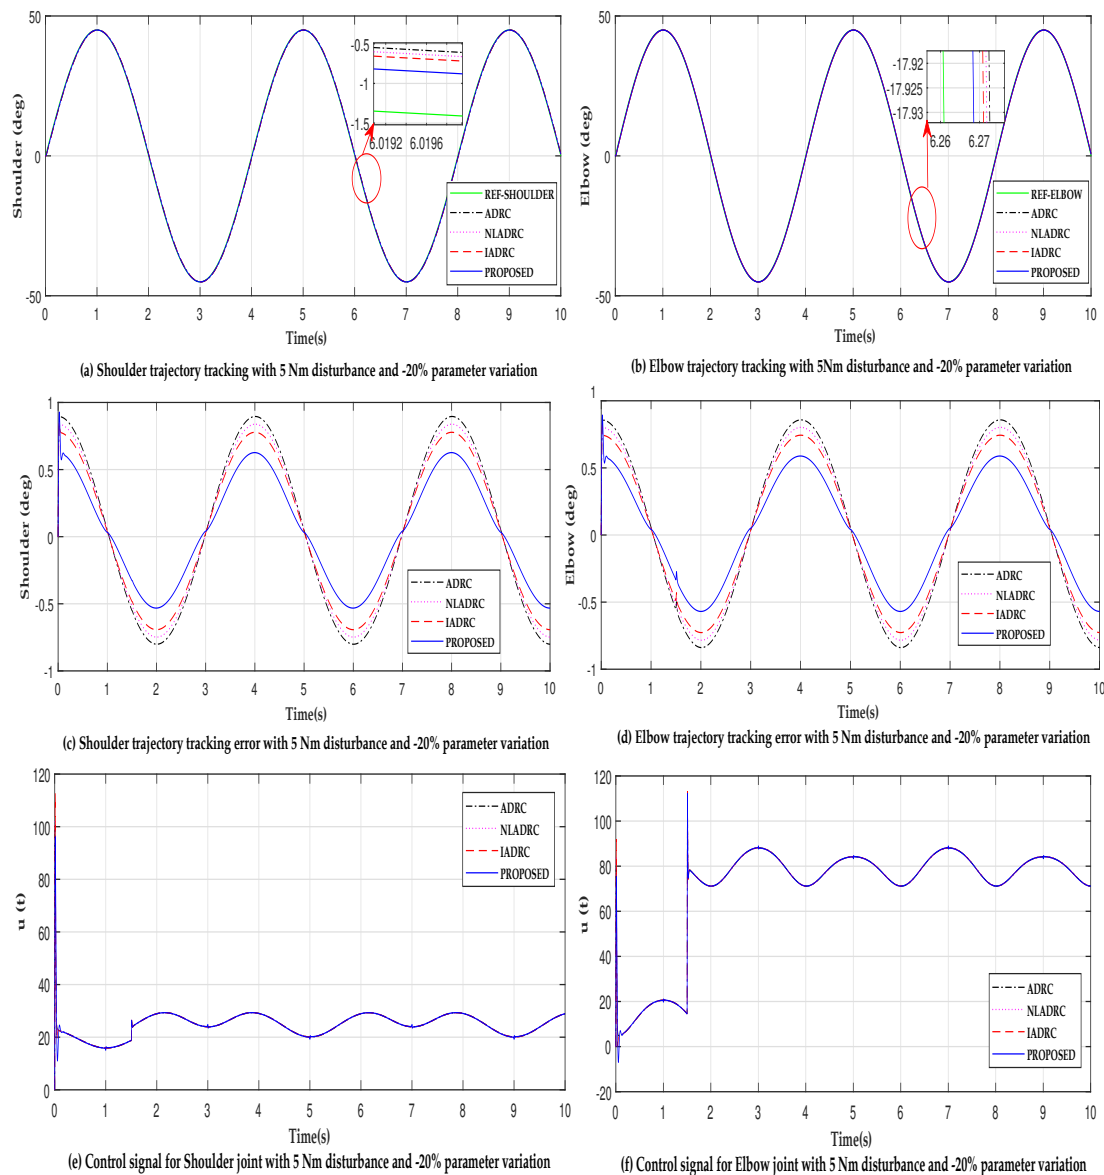 50
0
-50
Shoulder (deg)
-0.5
-1
-1.5
6.0192 6.0196
REF-SHOULDER
ADRC
NLADRC
IADRC
PROPOSED
0 1 2 3 4 5 6 7 8 9 10
Time(s)
(a) Shoulder trajectory tracking with 5 Nm disturbance and -20% parameter variation
50
0
-50
Elbow (deg)
-17.92
-17.925
-17.93
6.26 6.27
REF-ELBOW
ADRC
NLADRC
IADRC
PROPOSED
0 1 2 3 4 5 6 7 8 9 10
Time(s)
(b) Elbow trajectory tracking with 5Nm disturbance and -20% parameter variation
1
0.5
0
-0.5
-1
Shoulder (deg)
ADRC
NLADRC
IADRC
PROPOSED
0 1 2 3 4 5 6 7 8 9 10
Time(s)
(c) Shoulder trajectory tracking error with 5 Nm disturbance and -20% parameter variation
1
0.5
0
-0.5
-1
Elbow (deg)
ADRC
NLADRC
IADRC
PROPOSED
0 1 2 3 4 5 6 7 8 9 10
Time(s)
(d) Elbow trajectory tracking error with 5 Nm disturbance and -20% parameter variation
120
100
80
60
40
20
0
u (t)
ADRC
NLADRC
IADRC
PROPOSED
0 1 2 3 4 5 6 7 8 9 10
Time(s)
(e) Control signal for Shoulder joint with 5 Nm disturbance and -20% parameter variation
120
100
80
60
40
20
0
-20
u (t)
ADRC
NLADRC
IADRC
PROPOSED
0 1 2 3 4 5 6 7 8 9 10
Time(s)
(f) Control signal for Elbow joint with 5 Nm disturbance and -20% parameter variation